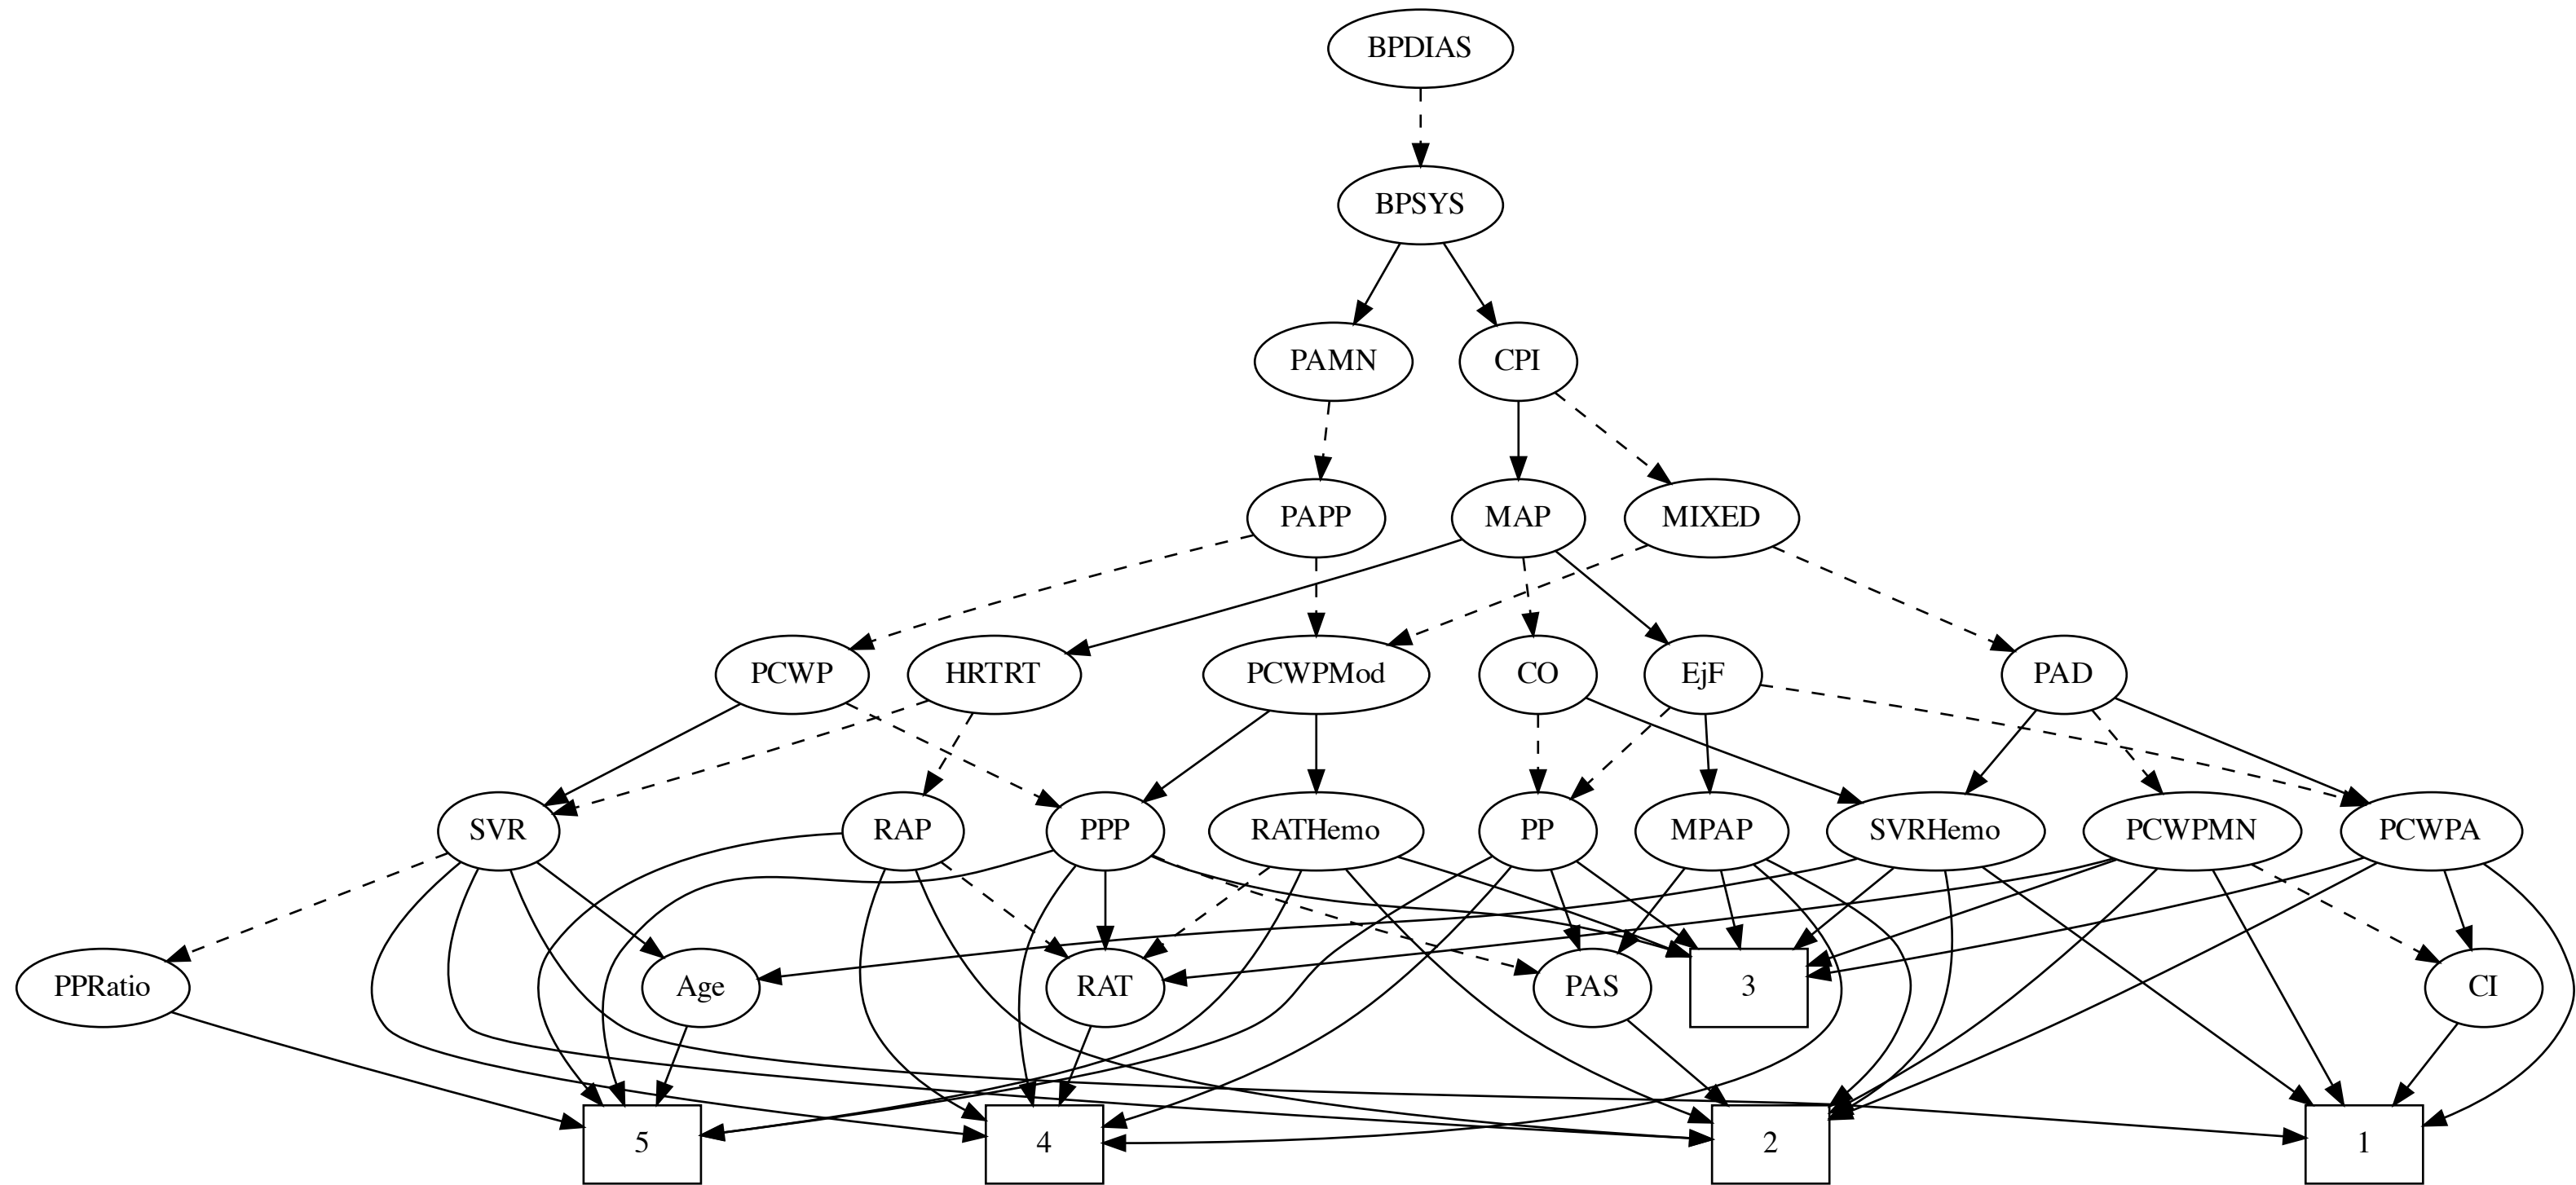 BPDIAS
BPSYS
PAMN
CPI
PAPP
MAP
MIXED
PCWP
HRTRT
PCWPMod
CO
EjF
PAD
SVR
RAP
PPP
RATHemo
PP
MPAP
SVRHemo
PCWPMN
PCWPA
PPRatio
Age
RAT
PAS
3
CI
5
4
2
1